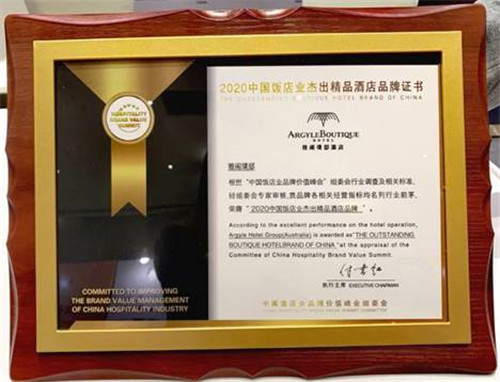 HOSPITALITY
BRAND VALUE
SUMMIT
COMMITTED TO IMPROVING
THE BRAND VALUE MANAGEMENT
OF CHINA HOSPITALITY INDUSTRY
2020中国饭店业杰出精品酒店品牌证书
THE OUTSTANDING BOUTIQUE HOTEL BRAND OF CHINA
ARGYLEBOUTIQUE
HOTEL
雅阁璞邸酒店
雅阁璞邸
根据“中国饭店业品牌价值峰会”组委会行业调查及相关标准,
经组委会专家审核,贵品牌各相关经营指标均名列行业前茅,
荣膺“2020中国饭店业杰出精品酒店品牌”。
According to the excellent performance on the hotel operation,
Argyle Hotel Group(Australia) is awarded as"THE OUTSTANDING
BOUTIQUE HOTELBRAND OF CHINA "at the appraisal of the
Committee of China Hospitality Brand Value Summit.
执行主席 EXECUTIVE CHAIRMAN
中国饭店业品牌价值峰会组委会